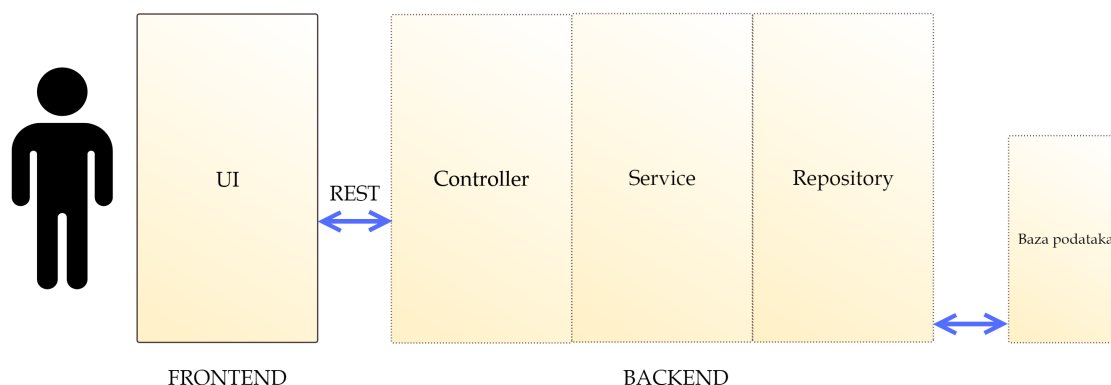 UI
REST
Controller
Service
Repository
Baza podataka
FRONTEND
BACKEND